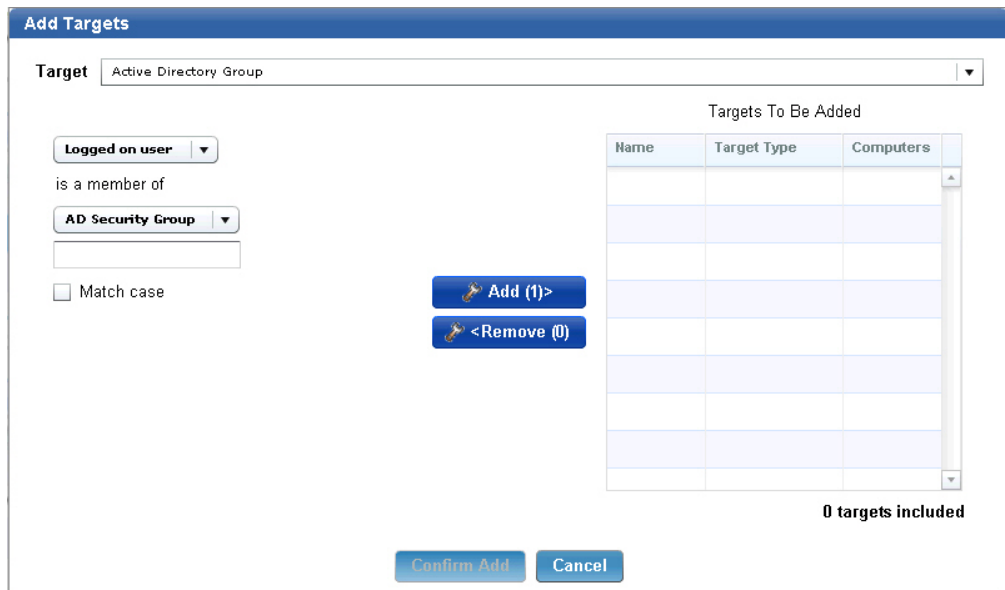 Add Targets
Target Active Directory Group
Targets To Be Added
Logged on user
is a member of
AD Security Group
Match case
Add (1)>
<Remove (0)
Name Target Type Computers
0 targets included
Confirm Add Cancel